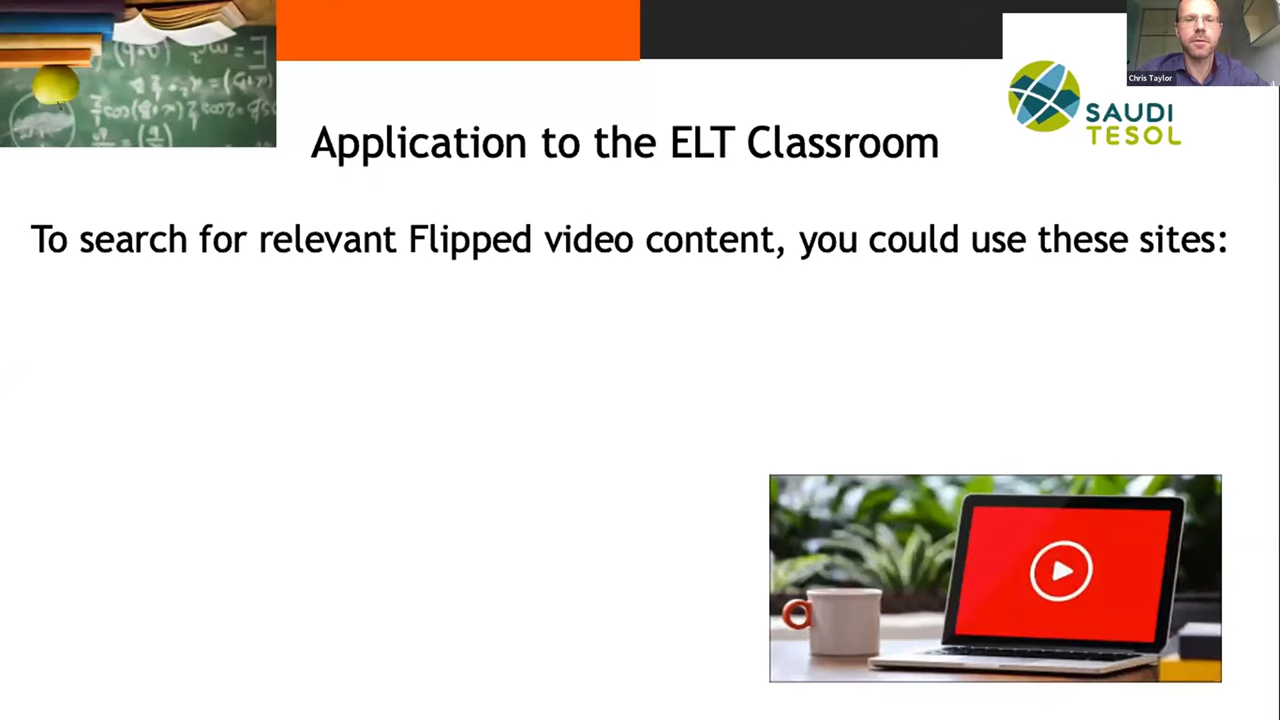 Chris Taylor
SAUDI
TESOL
Application to the ELT Classroom
To search for relevant Flipped video content, you could use these sites: